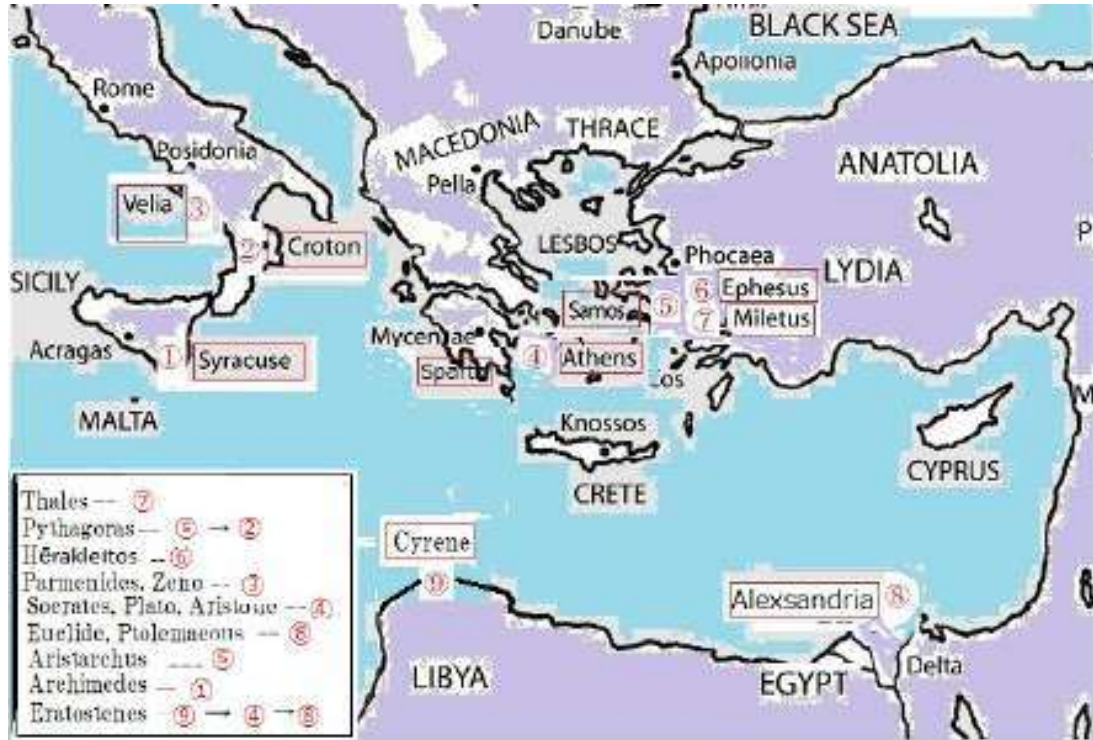 BLACK SEA
Danube
Apollonia
Rome
THRACE
MACEDONIA
Posidonia
ANATOLIA
Pella
Velia ③
② Croton
LESBOS
Phocaea
LYDIA
SICILY
⑥ Ephesus
Samos ⑤
⑦ Miletus
Mycenae
Acragas
① Syracuse
④ Athens
MALTA
Knossos
CYPRUS
CRETE
Thales -- ⑦
Pythagoras -- ⑤ → ②
Hērakleitos -- ⑥
Parmenides, Zeno -- ③
Socrates, Plato, Aristotle -- ④
Euclide, Ptolemaeous -- ⑧
Aristarchus ---- ⑤
Archimedes -- ①
Eratostenes ⑨ → ④ → ⑧
Cyrene
⑨
Alexsandria ⑧
Delta
LIBYA
EGYPT